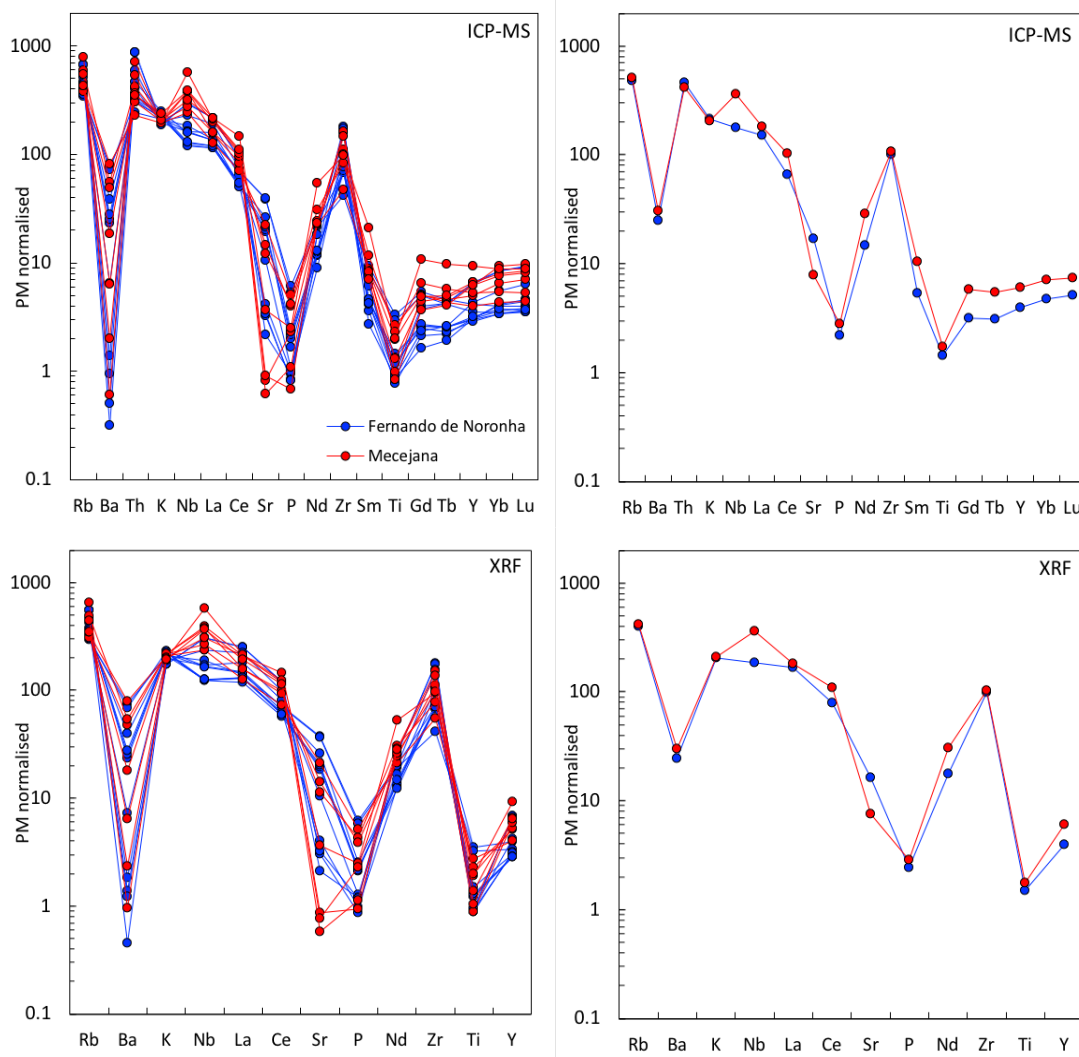 ICP-MS
1000
100
10
1
0.1
PM normalised
Fernando de Noronha
Mecejana
Rb Ba Th K Nb La Ce Sr P Nd Zr Sm Ti Gd Tb Y Yb Lu
ICP-MS
1000
100
10
1
0.1
PM normalised
Rb Ba Th K Nb La Ce Sr P Nd Zr Sm Ti Gd Tb Y Yb Lu
XRF
1000
100
10
1
0.1
PM normalised
Rb Ba K Nb La Ce Sr P Nd Zr Ti Y
XRF
1000
100
10
1
0.1
PM normalised
Rb Ba K Nb La Ce Sr P Nd Zr Ti Y